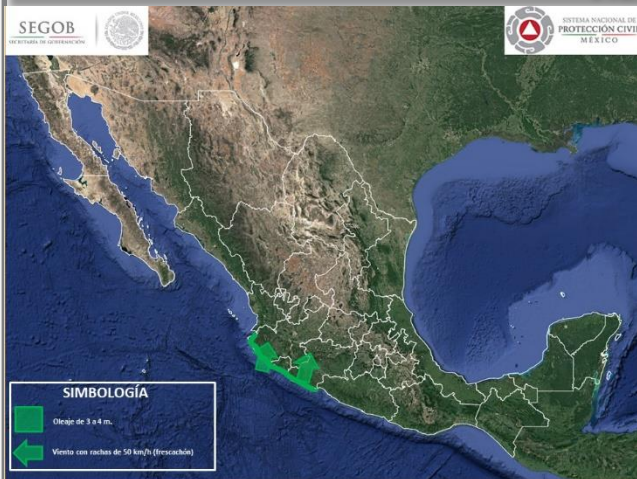 SEGOB
SECRETARÍA DE GOBERNACIÓN
SISTEMA NACIONAL DE
PROTECCIÓN CIVIL
MÉXICO
SIMBOLOGÍA
Oleaje de 3 a 4 m.
Viento con rachas de 50 km/h (frescachón)